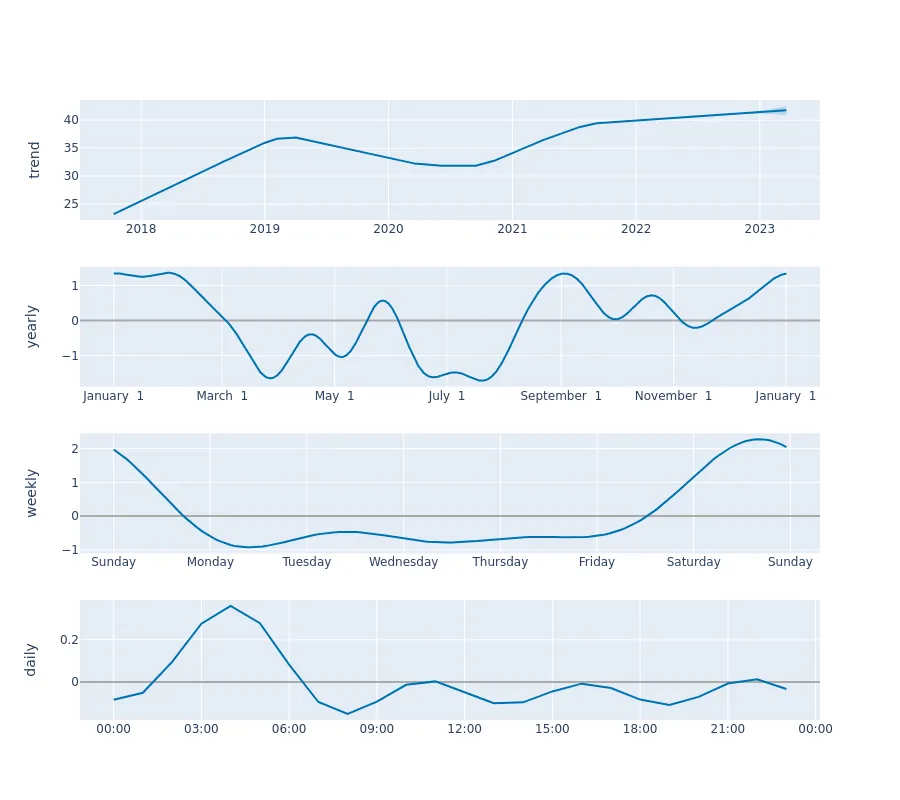 trend
40
35
30
25
2018 2019 2020 2021 2022 2023
yearly
1
0
−1
January 1 March 1 May 1 July 1 September 1 November 1 January 1
weekly
2
1
0
−1
Sunday Monday Tuesday Wednesday Thursday Friday Saturday Sunday
daily
0.2
0
00:00 03:00 06:00 09:00 12:00 15:00 18:00 21:00 00:00